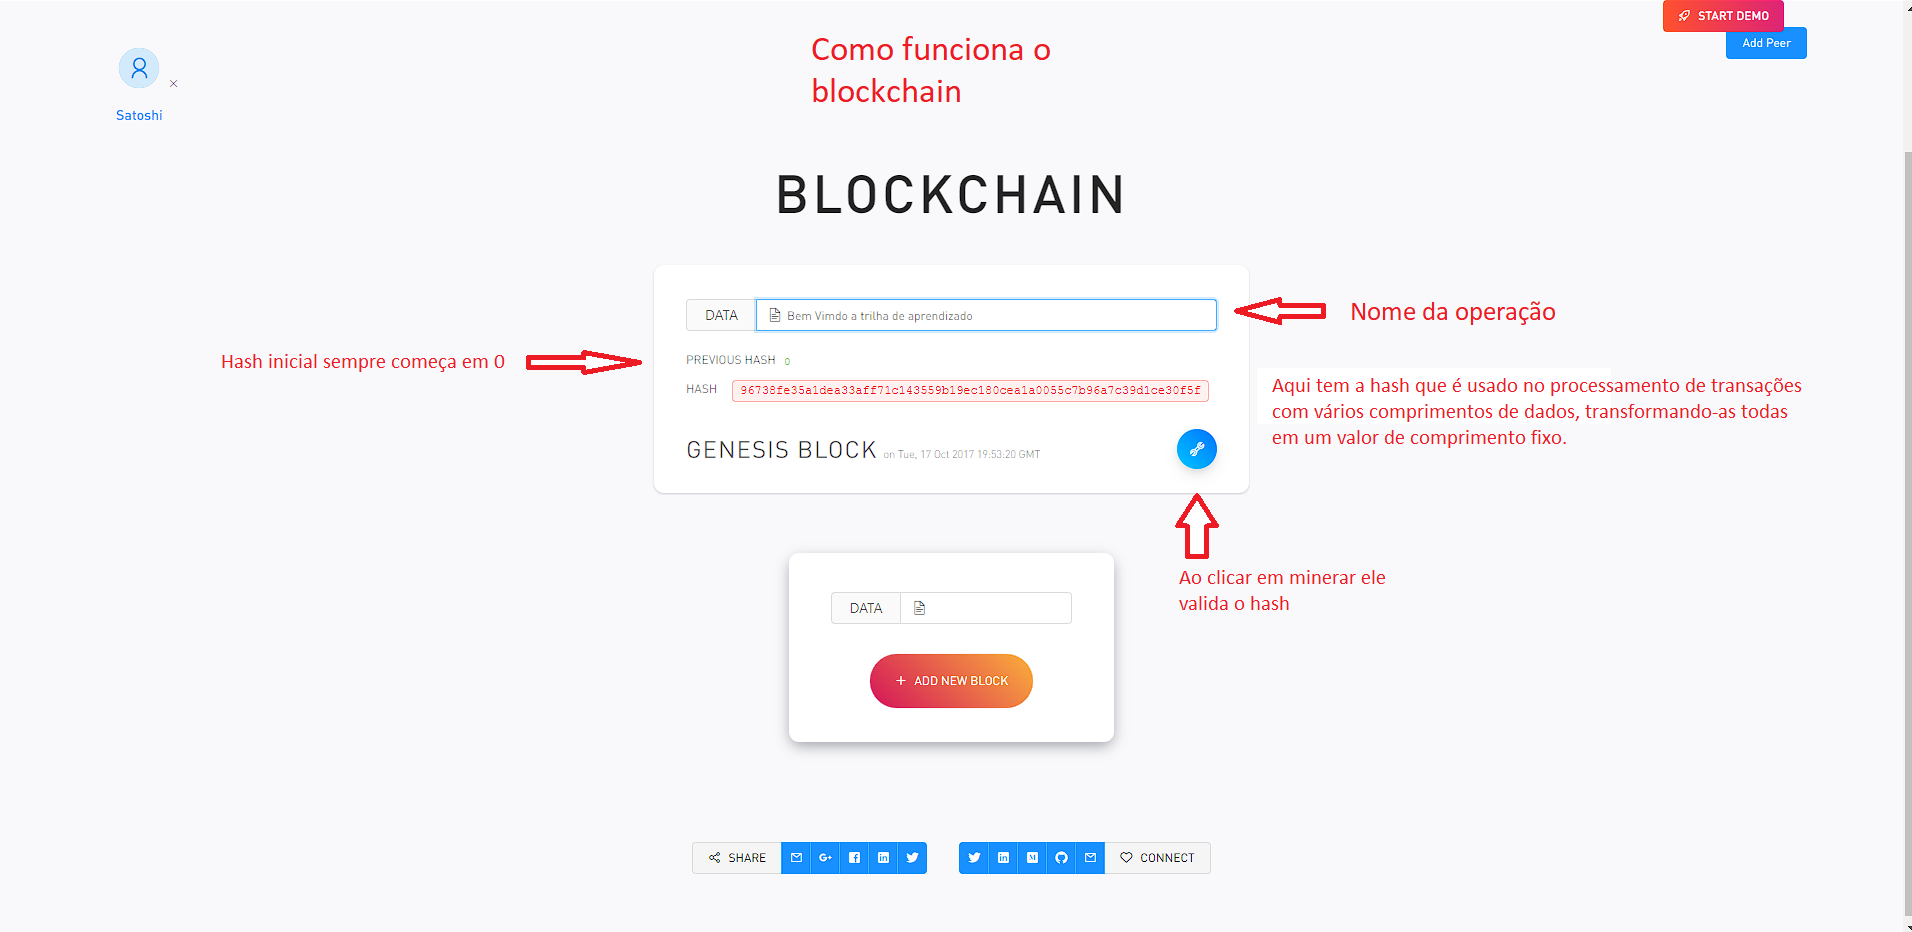 START DEMO
Add Peer
Como funciona o
blockchain
Satoshi
BLOCKCHAIN
DATA Bem Vimdo a trilha de aprendizado
Nome da operação
Hash inicial sempre começa em 0
PREVIOUS HASH 0
HASH 96738fe35a1dea33aff71c143559b19ec180cea1a0055c7b96a7c39d1ce30f5f
Aqui tem a hash que é usado no processamento de transações
com vários comprimentos de dados, transformando-as todas
em um valor de comprimento fixo.
GENESIS BLOCK on Tue, 17 Oct 2017 19:53:20 GMT
Ao clicar em minerar ele
valida o hash
DATA
+ ADD NEW BLOCK
SHARE
CONNECT